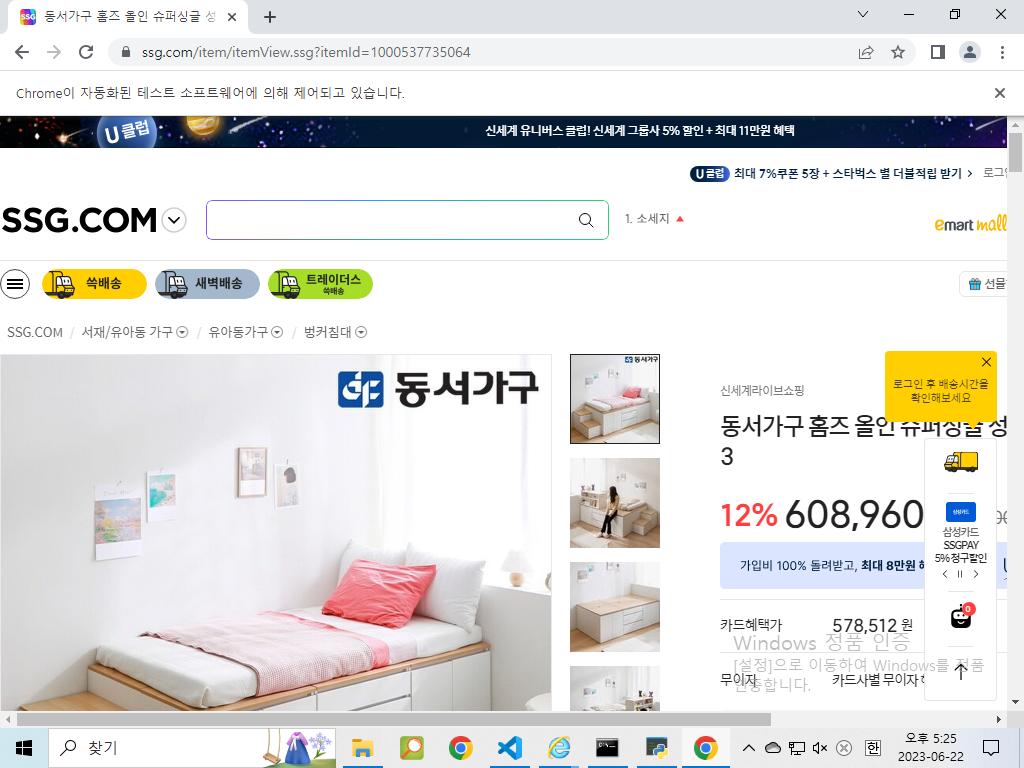 동서가구 홈즈 올인 슈퍼싱글 성
ssg.com/item/itemView.ssg?itemId=1000537735064
Chrome이 자동화된 테스트 소프트웨어에 의해 제어되고 있습니다.
U클럽
신세계 유니버스 클럽! 신세계 그룹사 5% 할인 + 최대 11만원 혜택
U클럽 최대 7%쿠폰 5장 + 스타벅스 별 더블적립 받기
로그인
SSG.COM
1. 소세지
emart mall
쓱배송
새벽배송
트레이더스
쓱배송
선물
SSG.COM / 서재/유아동 가구 / 유아동가구 / 벙커침대
동서가구
동서가구
로그인 후 배송시간을
확인해보세요
신세계라이브쇼핑
동서가구 홈즈 올인 슈퍼싱글 성
3
12% 608,960
삼성카드
삼성카드
SSGPAY
5% 청구할인
가입비 100% 돌려받고, 최대 8만원
0
카드혜택가 578,512 원
Windows 정품 인증
[설정]으로 이동하여 Windows를 정품
인증합니다.
무이자 카드사별 무이자
찾기
한
오후 5:25
2023-06-22